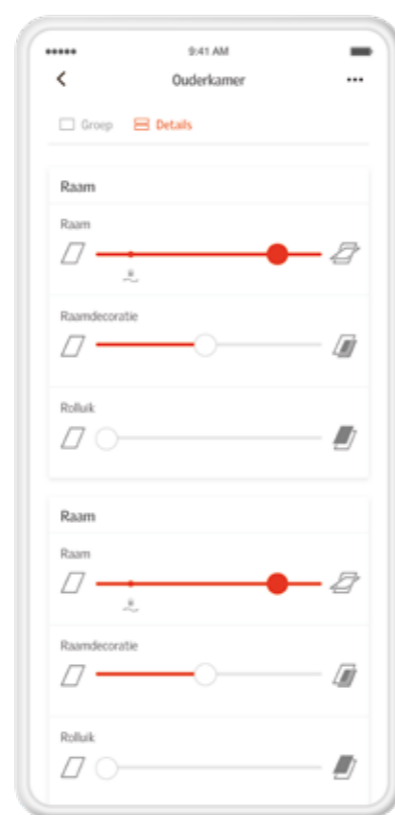 9:41 AM
Ouderkamer
Groep
Details
Raam
Raam
Raamdecoratie
Rolluik
Raam
Raam
Raamdecoratie
Rolluik